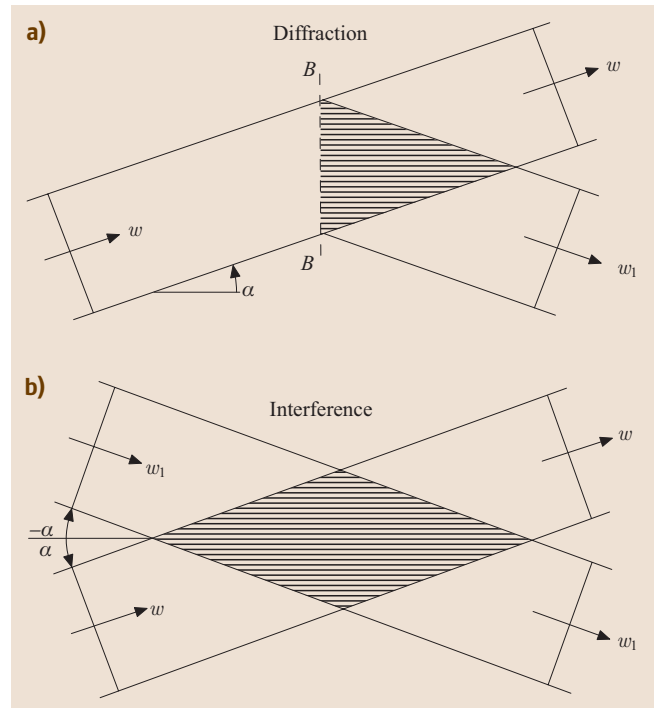 a)
Diffraction
B
w
w
B
w1
α
b)
Interference
w
w1
−α
α
w
w1